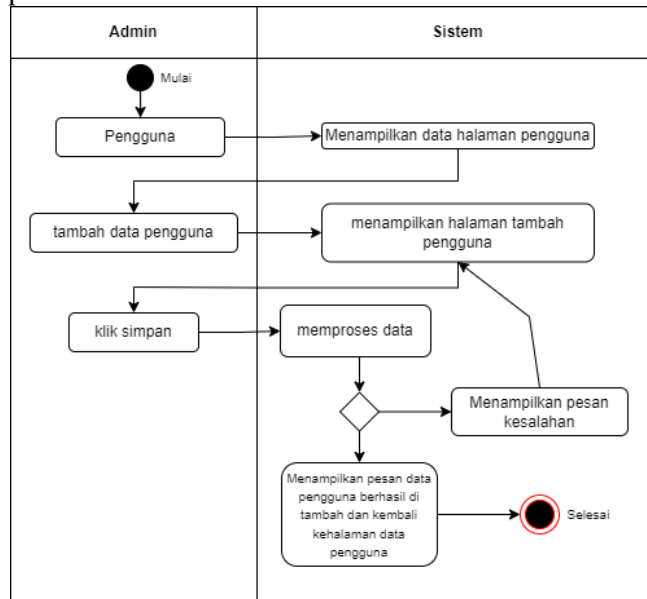 Admin
Sistem
Mulai
Pengguna
Menampilkan data halaman pengguna
tambah data pengguna
menampilkan halaman tambah
pengguna
klik simpan
memproses data
Menampilkan pesan
kesalahan
Menampilkan pesan data
pengguna berhasil di
tambah dan kembali
kehalaman data
pengguna
Selesai